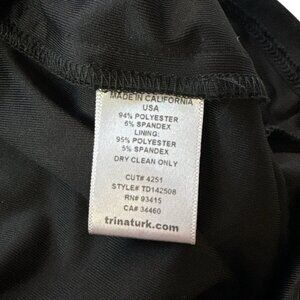 MADE IN CALIFORNIA
USA
94% POLYESTER
6% SPANDEX
LINING:
95% POLYESTER
5% SPANDEX
DRY CLEAN ONLY
CUT# 4251
STYLE# TD142508
RN# 93415
CA# 34460
trinaturk.com